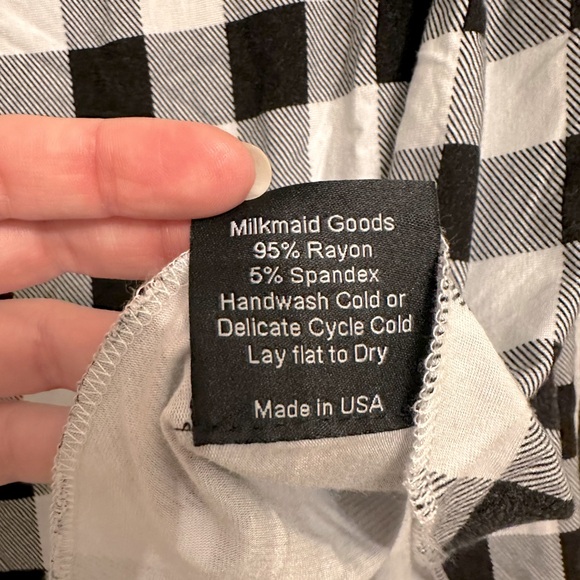 Milkmaid Goods
95% Rayon
5% Spandex
Handwash Cold or
Delicate Cycle Cold
Lay flat to Dry
Made in USA